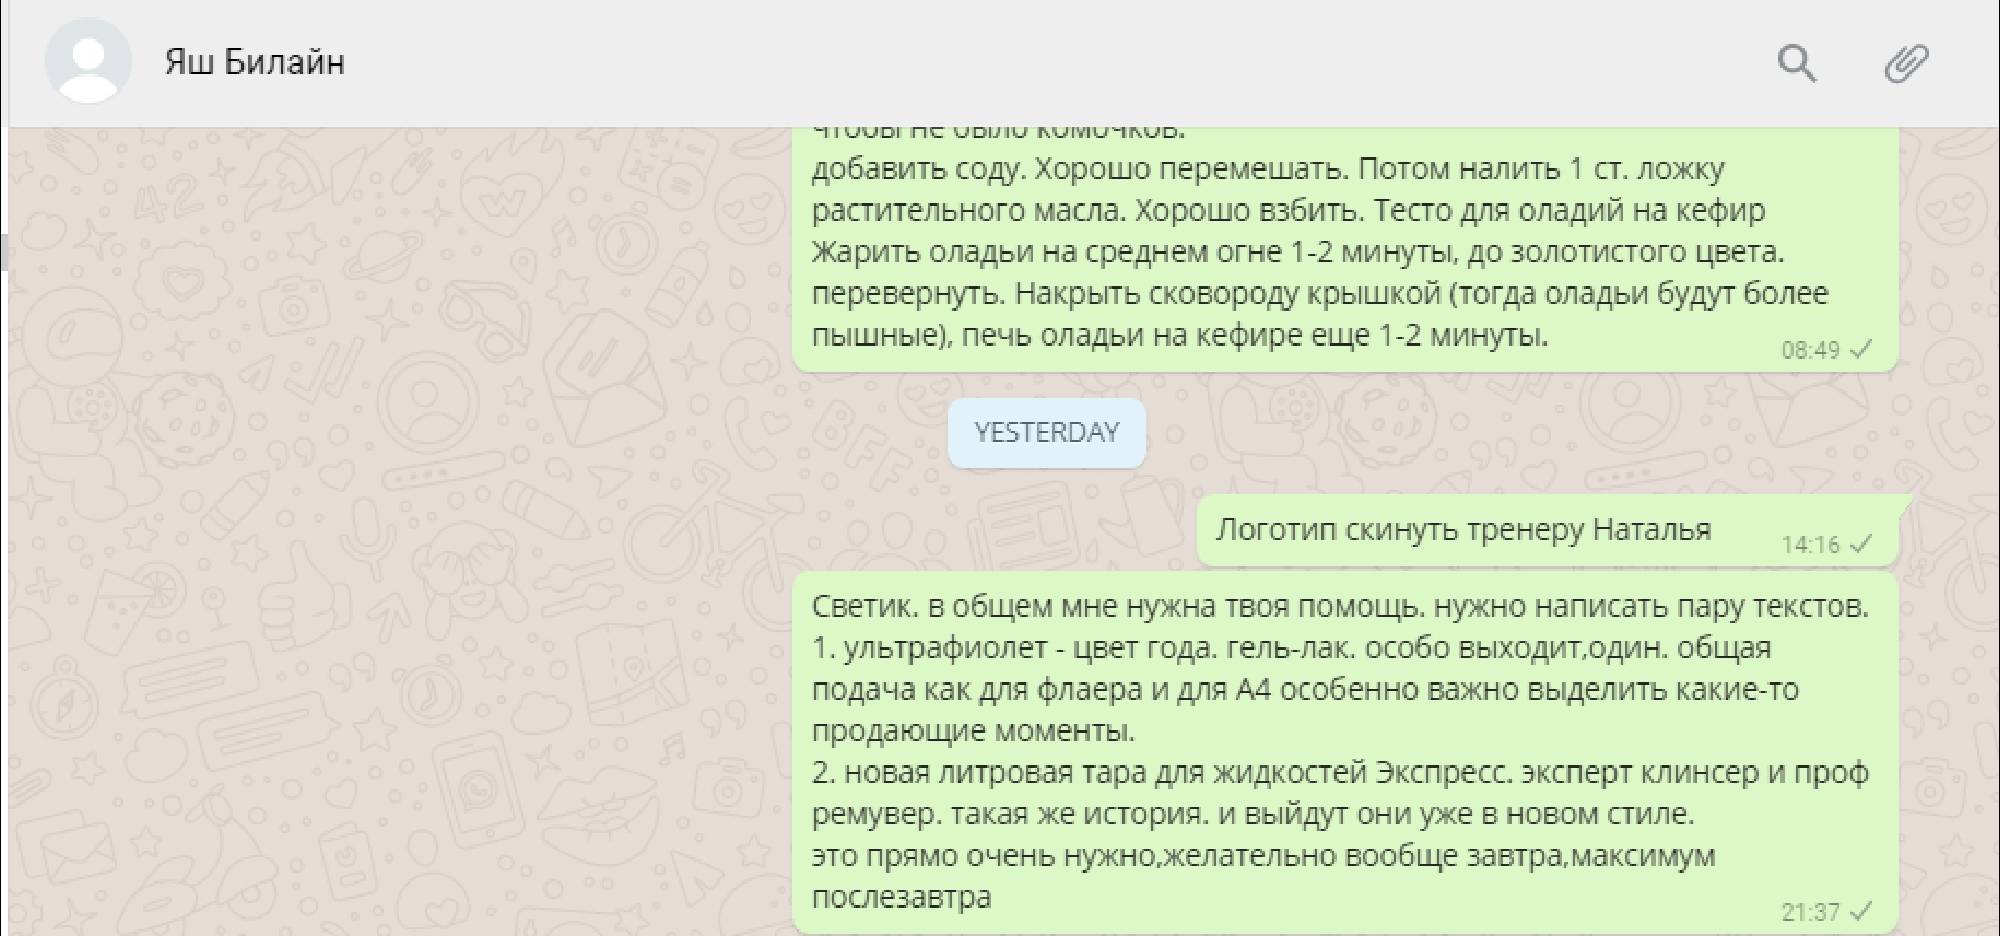 Яш Билайн
чтобы не было комочков.
добавить соду. Хорошо перемешать. Потом налить 1 ст. ложку
растительного масла. Хорошо взбить. Тесто для оладий на кефир
Жарить оладьи на среднем огне 1-2 минуты, до золотистого цвета.
перевернуть. Накрыть сковороду крышкой (тогда оладьи будут более
пышные), печь оладьи на кефире еще 1-2 минуты.
08:49
YESTERDAY
Логотип скинуть тренеру Наталья
14:16
Светик. в общем мне нужна твоя помощь. нужно написать пару текстов.
1. ультрафиолет - цвет года. гель-лак. особо выходит,один. общая
подача как для флаера и для А4 особенно важно выделить какие-то
продающие моменты.
2. новая литровая тара для жидкостей Экспресс. эксперт клинсер и проф
ремувер. такая же история. и выйдут они уже в новом стиле.
это прямо очень нужно,желательно вообще завтра,максимум
послезавтра
21:37